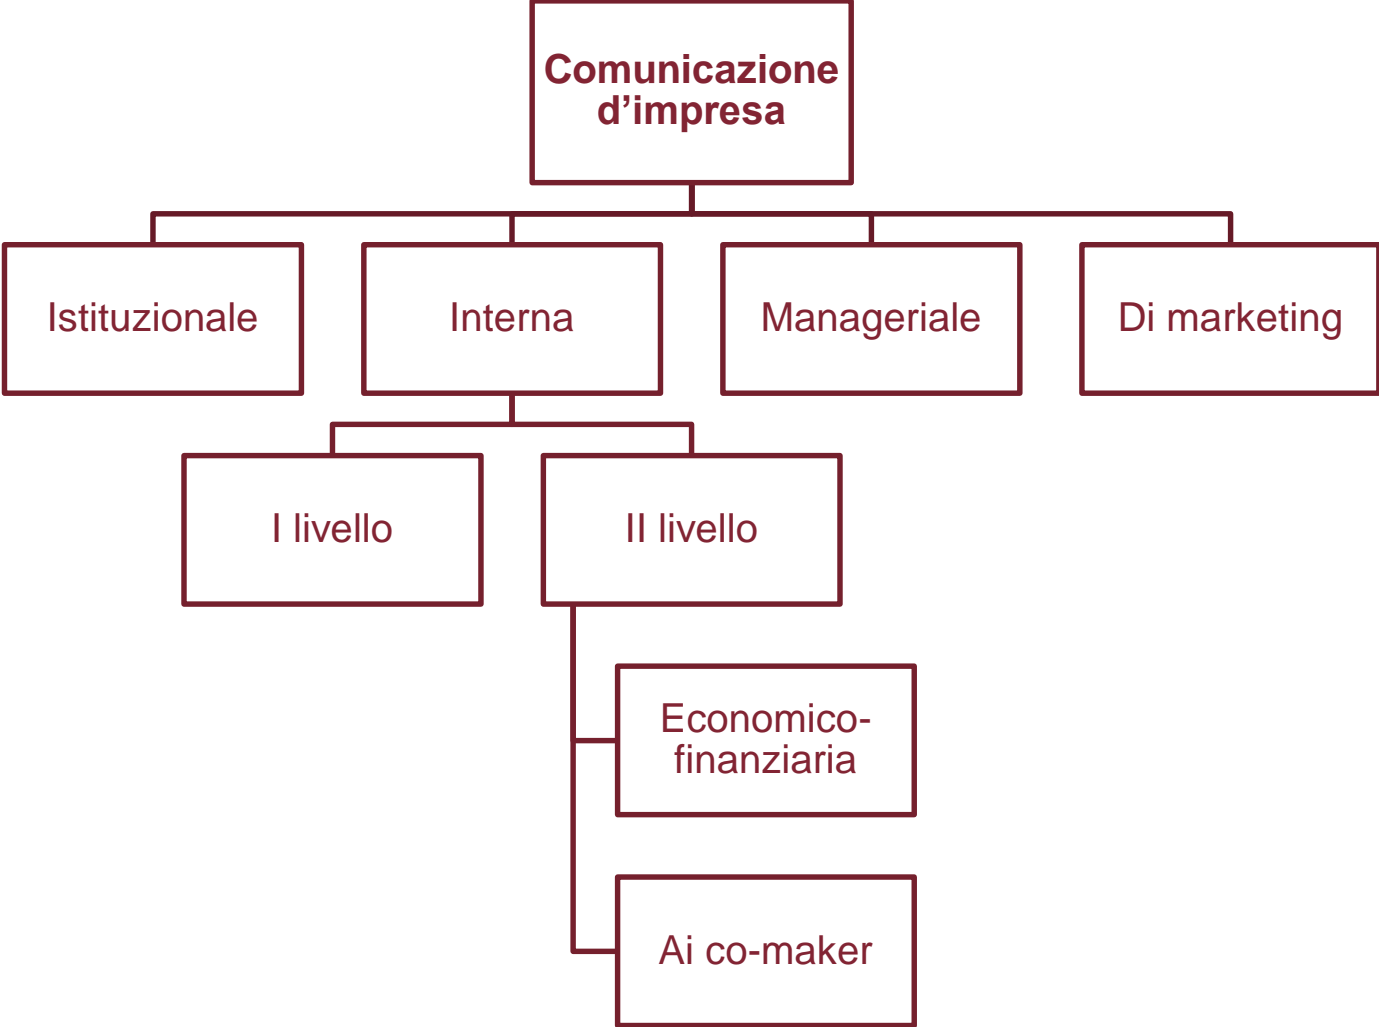 Comunicazione
d’impresa
Istituzionale
Interna
Manageriale
Di marketing
I livello
II livello
Economico-
finanziaria
Ai co-maker